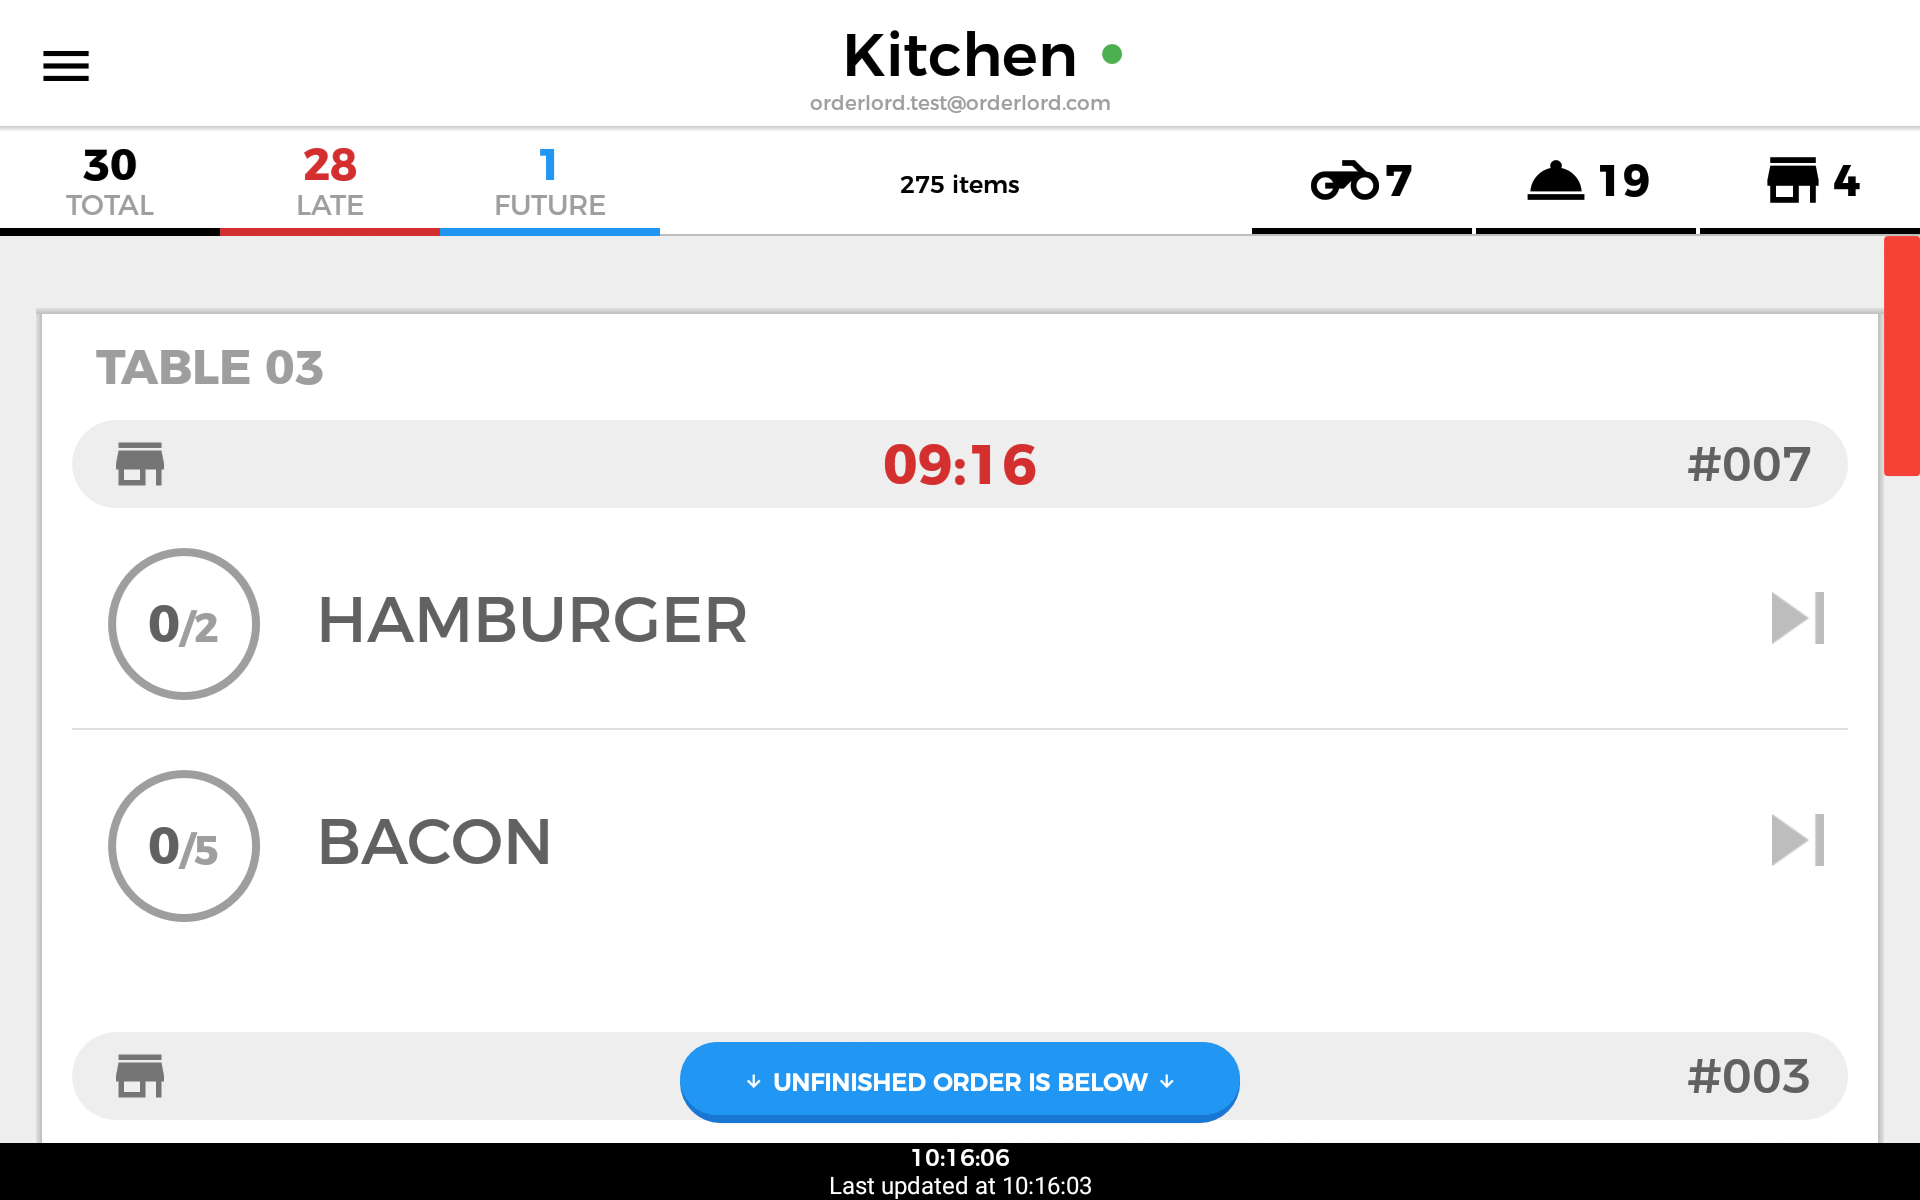 Kitchen
orderlord.test@orderlord.com
30 28 1 275 items 7 19 4
TOTAL LATE FUTURE
TABLE 03
09:16 #007
0/2 HAMBURGER
0/5 BACON
↓ UNFINISHED ORDER IS BELOW ↓ #003
10:16:06
Last updated at 10:16:03